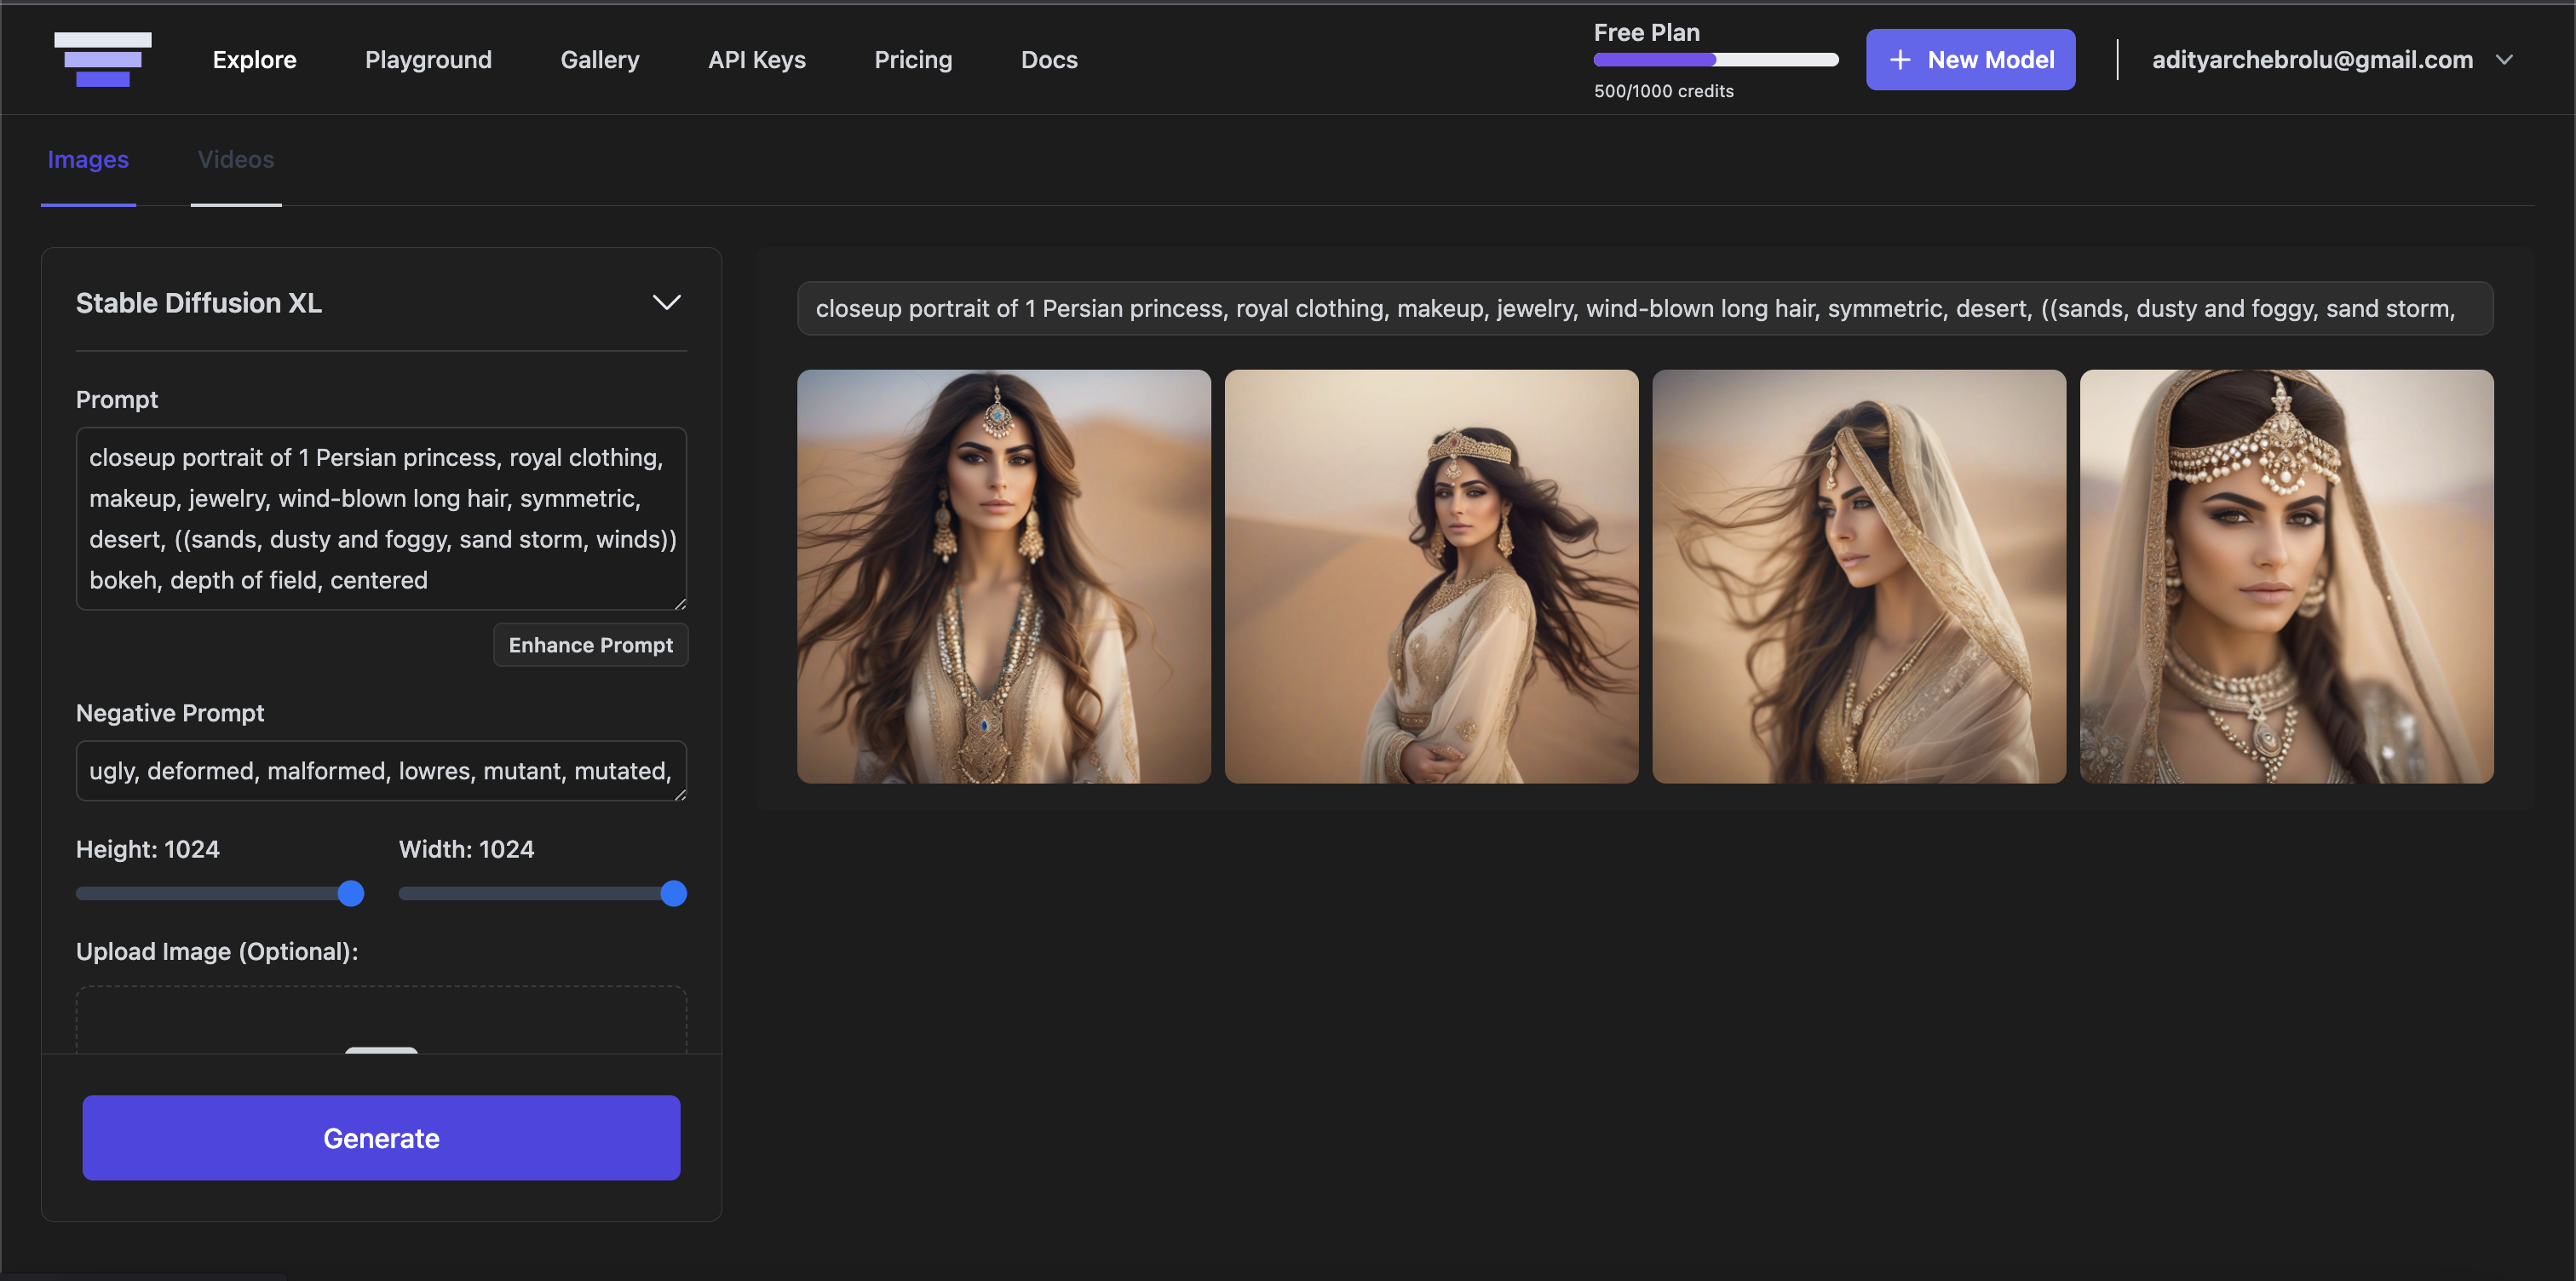 Explore
Playground
Gallery
API Keys
Pricing
Docs
Free Plan
500/1000 credits
+ New Model
adityarchebrolu@gmail.com
Images
Videos
Stable Diffusion XL
Prompt
closeup portrait of 1 Persian princess, royal clothing,
makeup, jewelry, wind-blown long hair, symmetric,
desert, ((sands, dusty and foggy, sand storm, winds))
bokeh, depth of field, centered
Enhance Prompt
Negative Prompt
ugly, deformed, malformed, lowres, mutant, mutated,
Height: 1024
Width: 1024
Upload Image (Optional):
Generate
closeup portrait of 1 Persian princess, royal clothing, makeup, jewelry, wind-blown long hair, symmetric, desert, ((sands, dusty and foggy, sand storm,